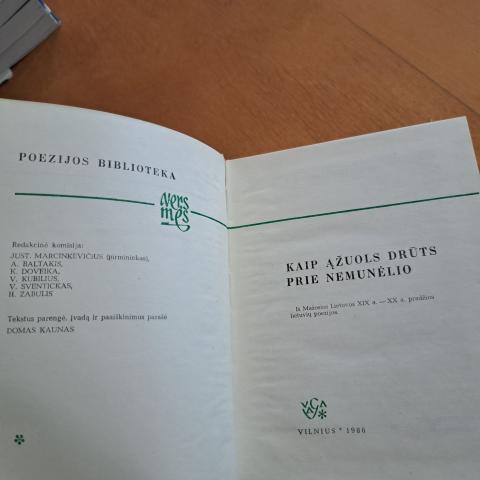 POEZIJOS BIBLIOTEKA
Versmės
Redakcinė komisija:
JUST. MARCINKEVIČIUS (pirmininkas),
A. BALTAKIS,
K. DOVEIKA,
V. KUBILIUS,
V. SVENTICKAS,
H. ZABULIS
Tekstus parengė, įvadą ir paaiškinimus parašė
DOMAS KAUNAS
KAIP ĄŽUOLS DRŪTS
PRIE NEMUNĖLIO
Iš Mažosios Lietuvos XIX a. — XX a. pradžios
lietuvių poezijos
VAGA
VILNIUS * 1986